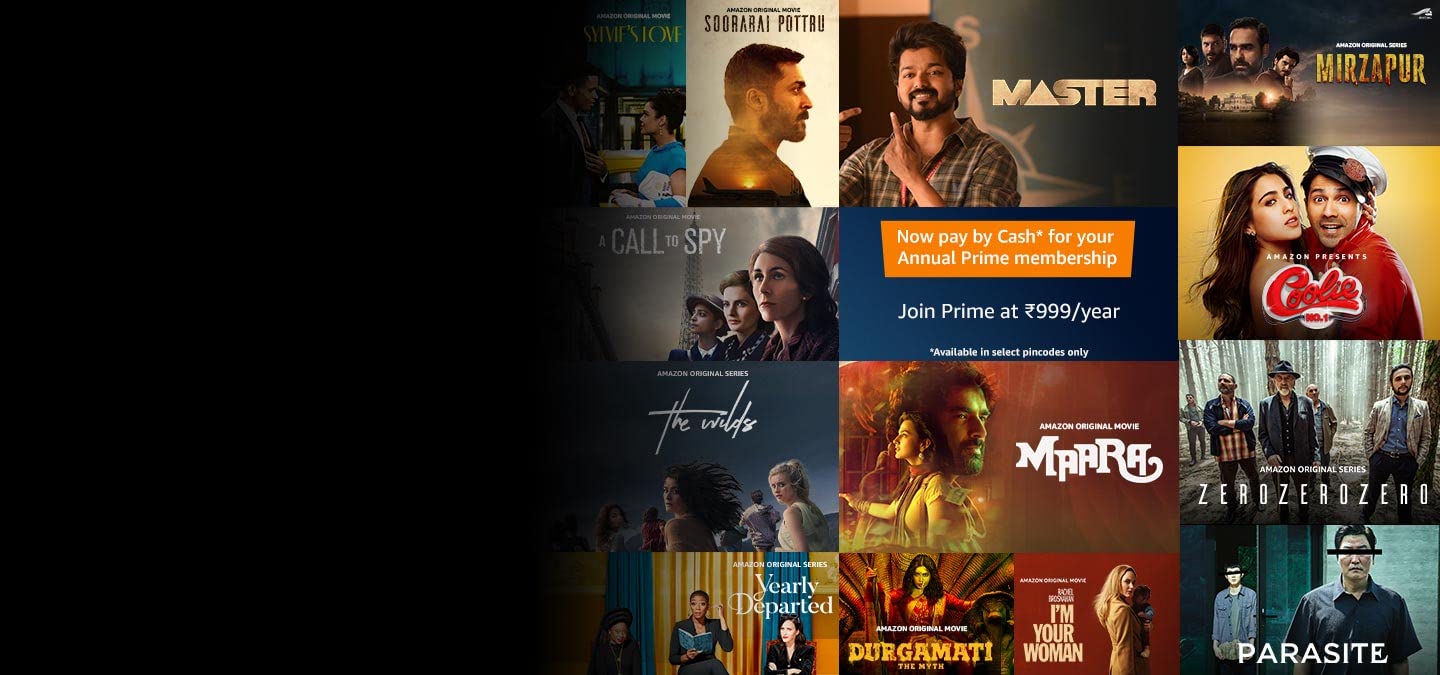 AMAZON ORIGINAL MOVIE
SYLVIE'S LOVE
AMAZON ORIGINAL MOVIE
SOORARAI POTTRU
MASTER
AMAZON ORIGINAL SERIES
MIRZAPUR
AMAZON ORIGINAL MOVIE
A CALL TO SPY
Now pay by Cash* for your
Annual Prime membership
Join Prime at ₹999/year
*Available in select pincodes only
AMAZON PRESENTS
Coolie
NO.1
AMAZON ORIGINAL SERIES
the wilds
AMAZON ORIGINAL MOVIE
MAARA
AMAZON ORIGINAL SERIES
ZEROZEROZERO
AMAZON ORIGINAL SERIES
Yearly
Departed
AMAZON ORIGINAL MOVIE
DURGAMATI
THE MYTH
AMAZON ORIGINAL MOVIE
RACHEL
BROSNAHAN
I'M
YOUR
WOMAN
PARASITE